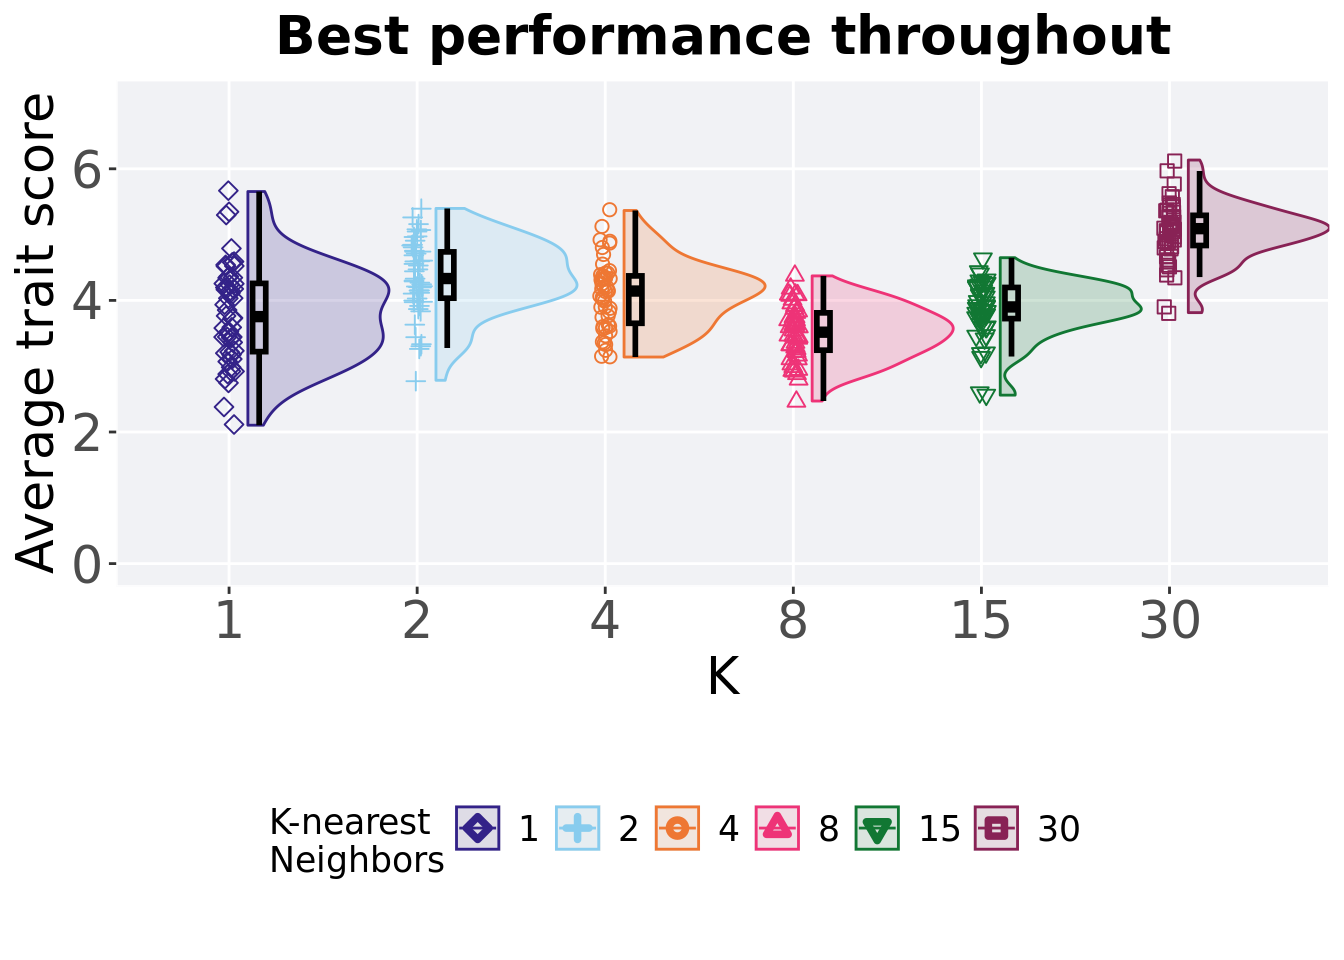 Best performance throughout
Average trait score
6
4
2
0
1 2 4 8 15 30
K
K-nearest
Neighbors
1 2 4 8 15 30